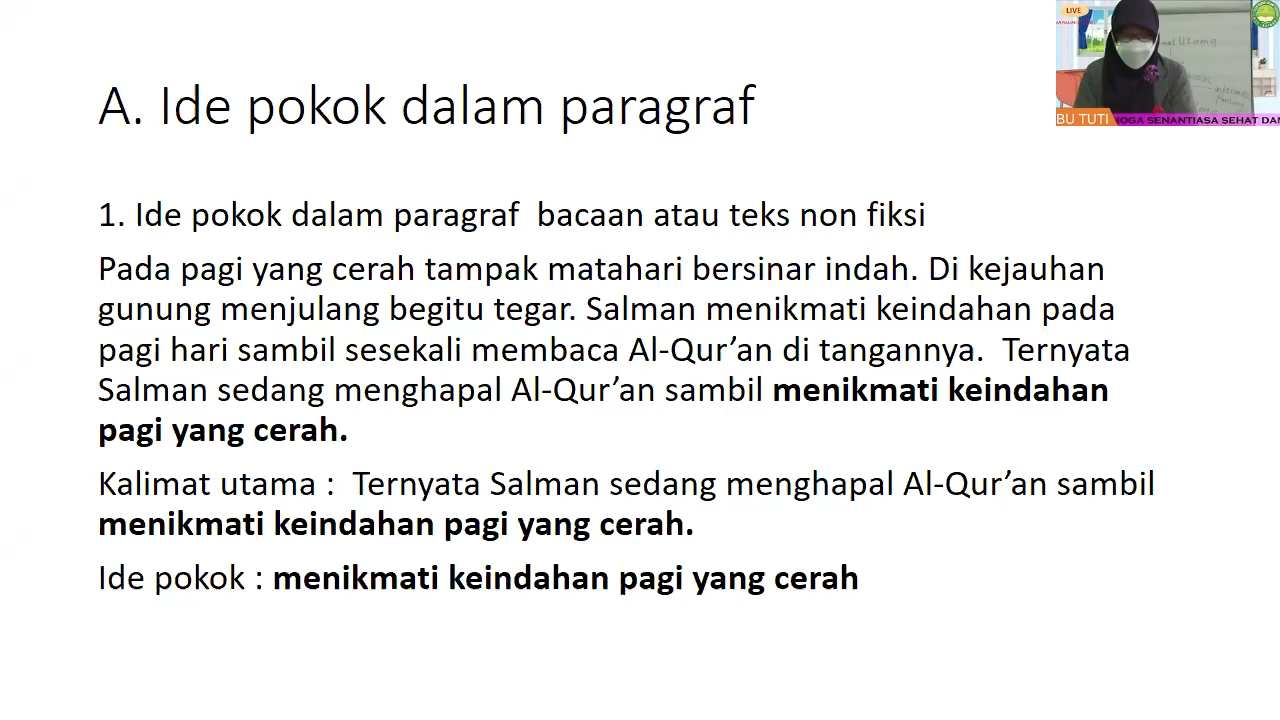 A. Ide pokok dalam paragraf
1. Ide pokok dalam paragraf  bacaan atau teks non fiksi
Pada pagi yang cerah tampak matahari bersinar indah. Di kejauhan
gunung menjulang begitu tegar. Salman menikmati keindahan pada
pagi hari sambil sesekali membaca Al-Qur’an di tangannya.  Ternyata
Salman sedang menghapal Al-Qur’an sambil menikmati keindahan
pagi yang cerah.
Kalimat utama :  Ternyata Salman sedang menghapal Al-Qur’an sambil
menikmati keindahan pagi yang cerah.
Ide pokok : menikmati keindahan pagi yang cerah
LIVE
Utama
BU TUTI
MOGA SENANTIASA SEHAT DAN